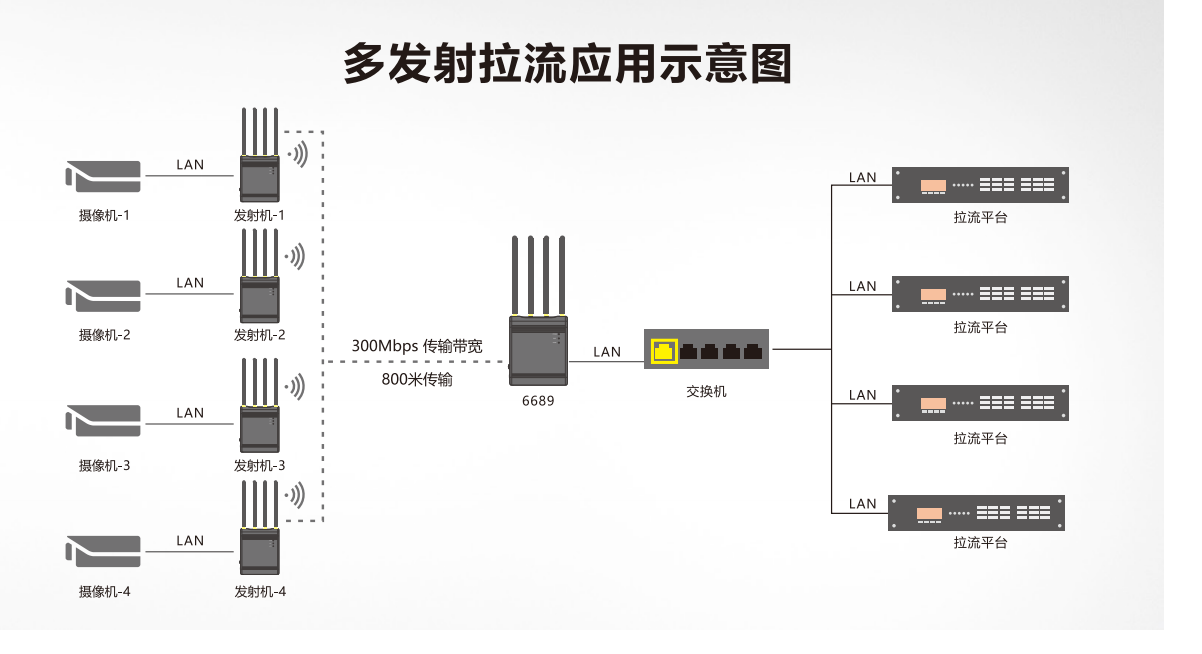 多发射拉流应用示意图
LAN
摄像机-1
发射机-1
LAN
摄像机-2
发射机-2
LAN
摄像机-3
发射机-3
LAN
摄像机-4
发射机-4
300Mbps 传输带宽
800米传输
6689
LAN
交换机
LAN
拉流平台
LAN
拉流平台
LAN
拉流平台
LAN
拉流平台